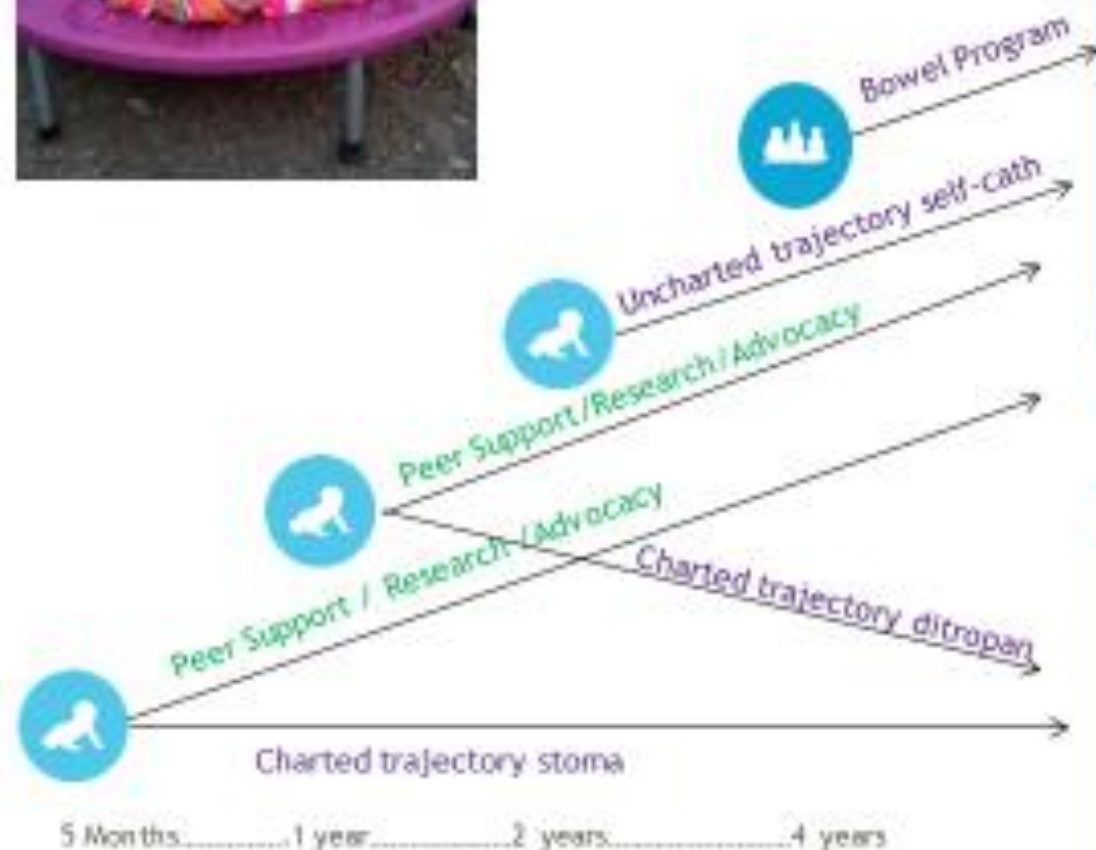 Bowel Program
Uncharted trajectory self-cath
Peer Support/Research/Advocacy
Peer Support / Research /Advocacy
Charted trajectory ditropan
Charted trajectory stoma
5 Months..........1 year............2 years...............4 years